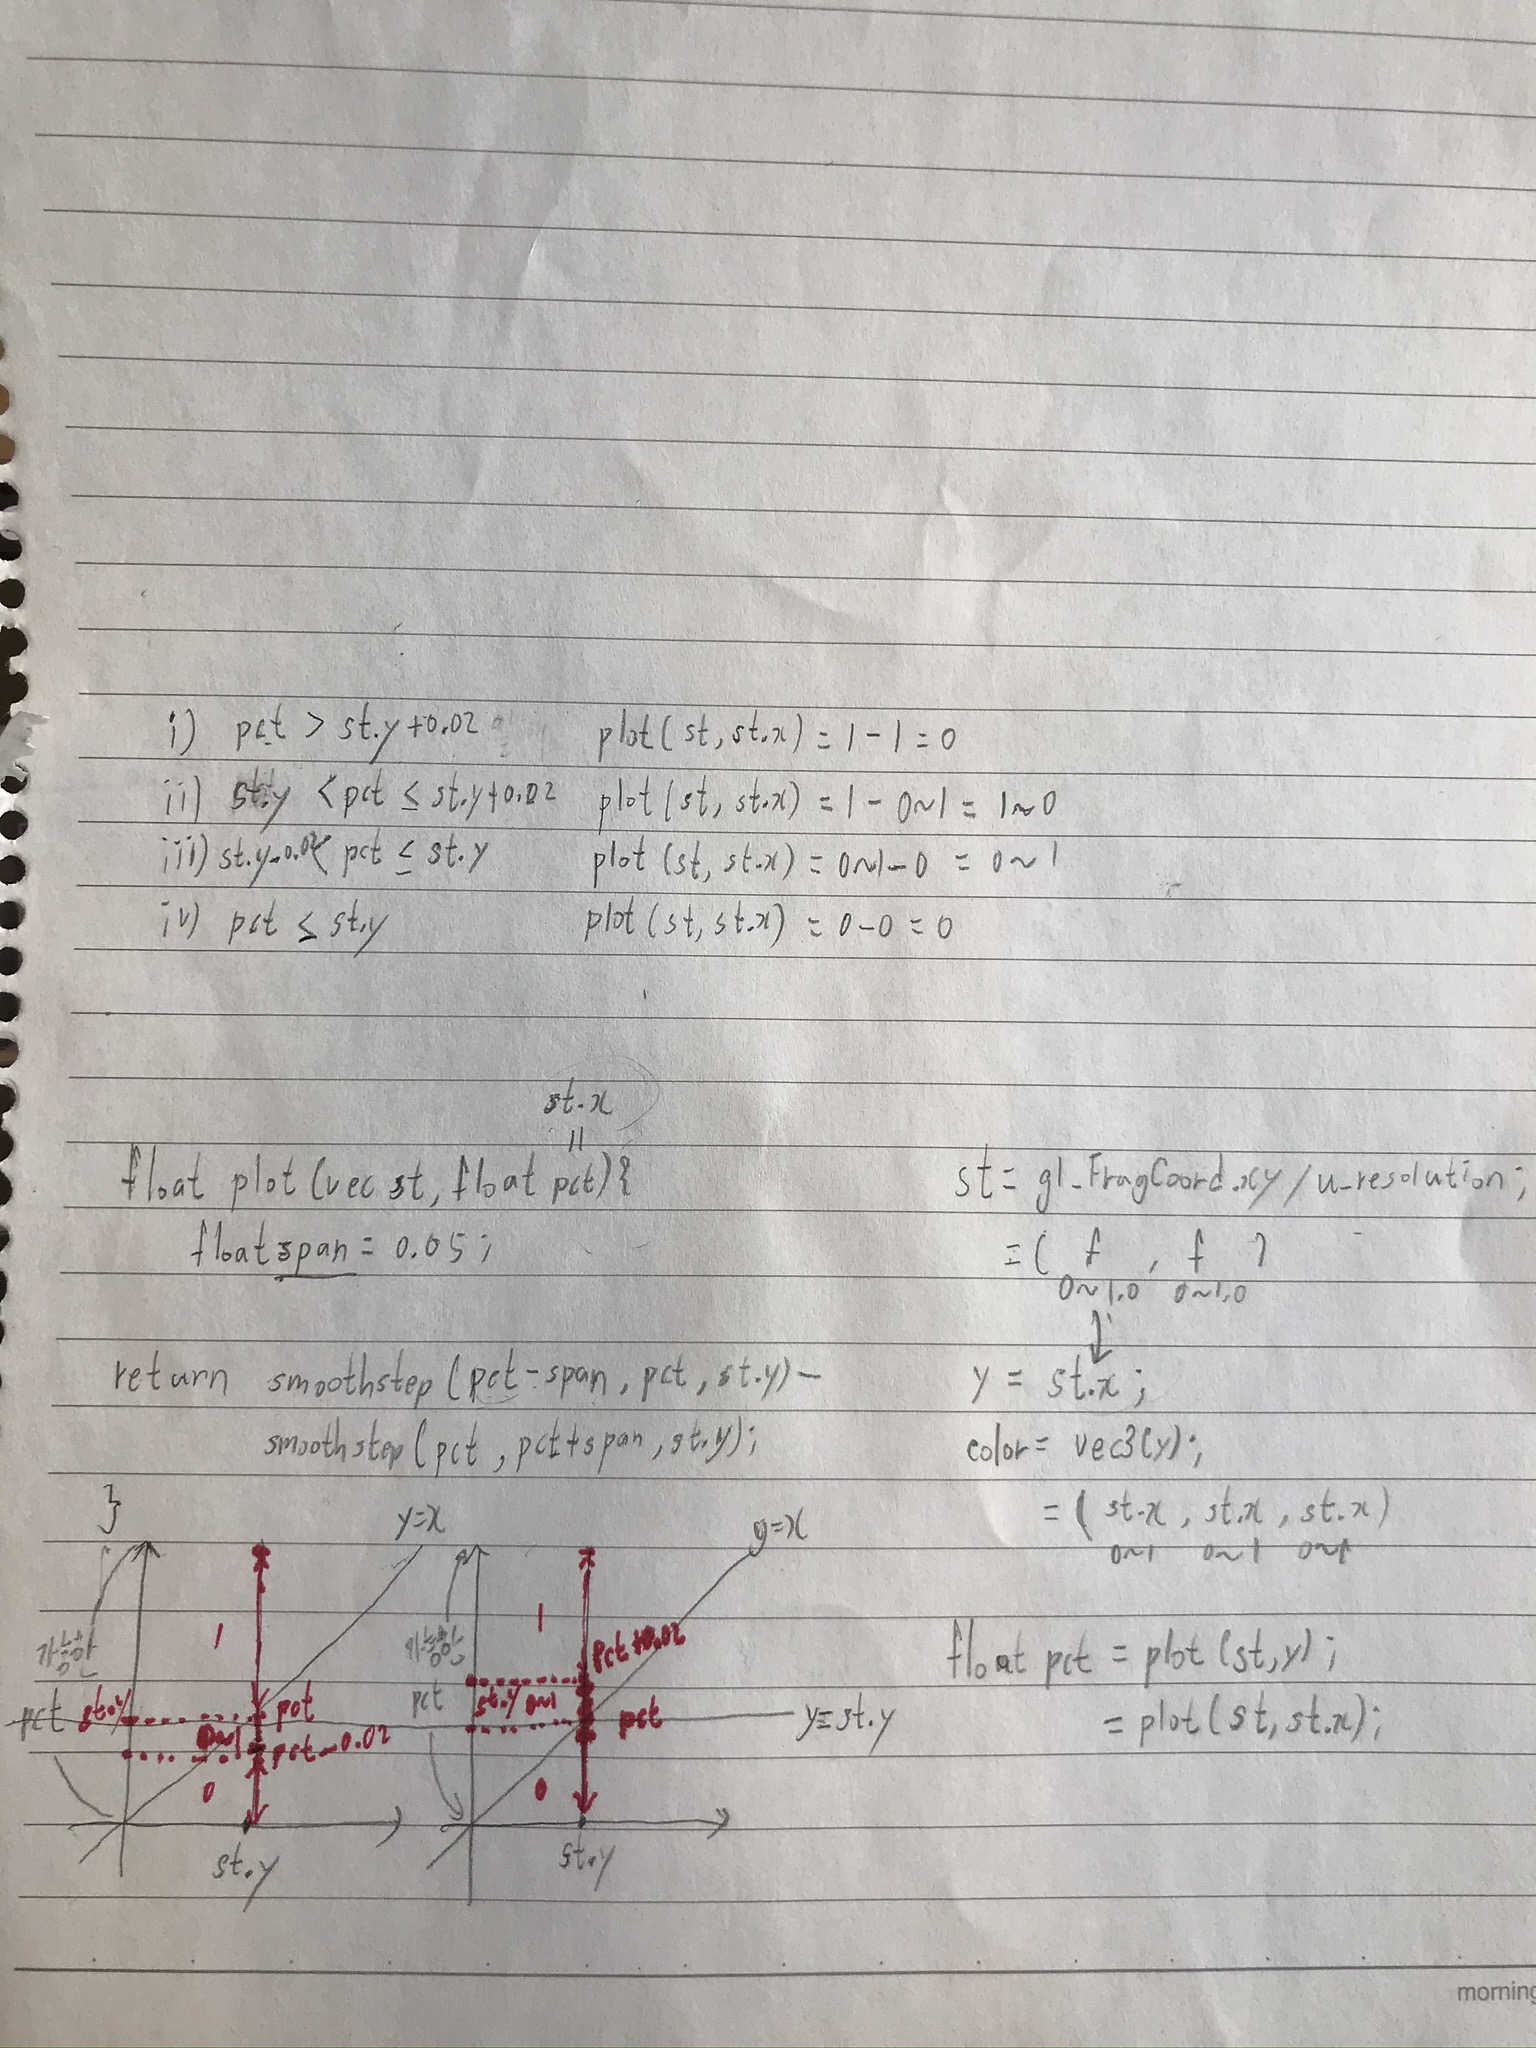 i) pct > st.y+0.02 plot(st, st.x) = 1-1 = 0
ii) st.y < pct ≤ st.y+0.02 plot(st, st.x) = 1 - 0~1 = 1~0
iii) st.y-0.02< pct ≤ st.y plot(st, st.x) = 0~1-0 = 0~1
iv) pct ≤ st.y plot(st, st.x) = 0-0 = 0
st.x
=
float plot(vec st, float pct){
float span = 0.05;
return smoothstep(pct-span, pct, st.y)-
smoothstep(pct, pct+span, st.y);
}
st= gl_FragCoord.xy/u_resolution;
=( f , f )
0~1.0 0~1.0
y = st.x;
color= vec3(y);
=( st.x, st.x, st.x)
0~1 0~1 0~1
float pct = plot(st,y);
= plot(st, st.x);
y=x
1
가능한
pct st.y pct
0~1 pct-0.02
0
st.y
y=x
1
가능한 pct+0.02
pct st.y 0~1 pct
y=st.y
0
st.y
morning